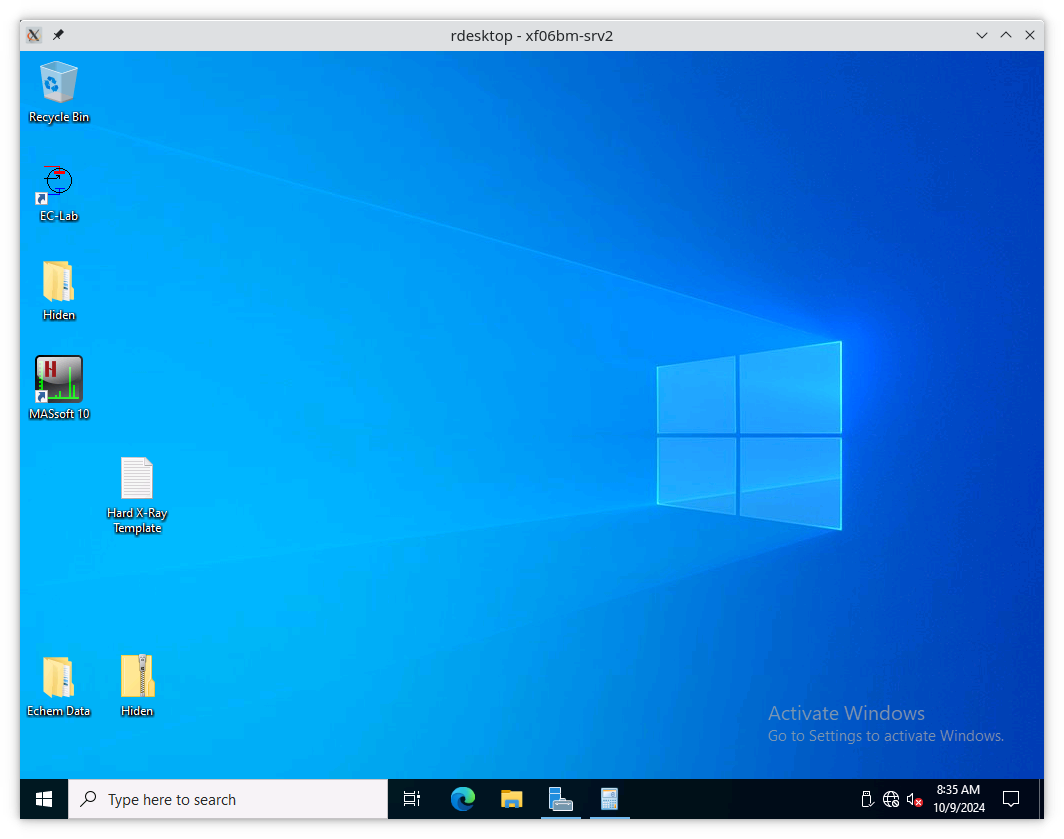 rdesktop - xf06bm-srv2
Recycle Bin
EC-Lab
Hiden
H
MASsoft 10
Hard X-Ray
Template
Echem Data
Hiden
Activate Windows
Go to Settings to activate Windows.
Type here to search
8:35 AM
10/9/2024